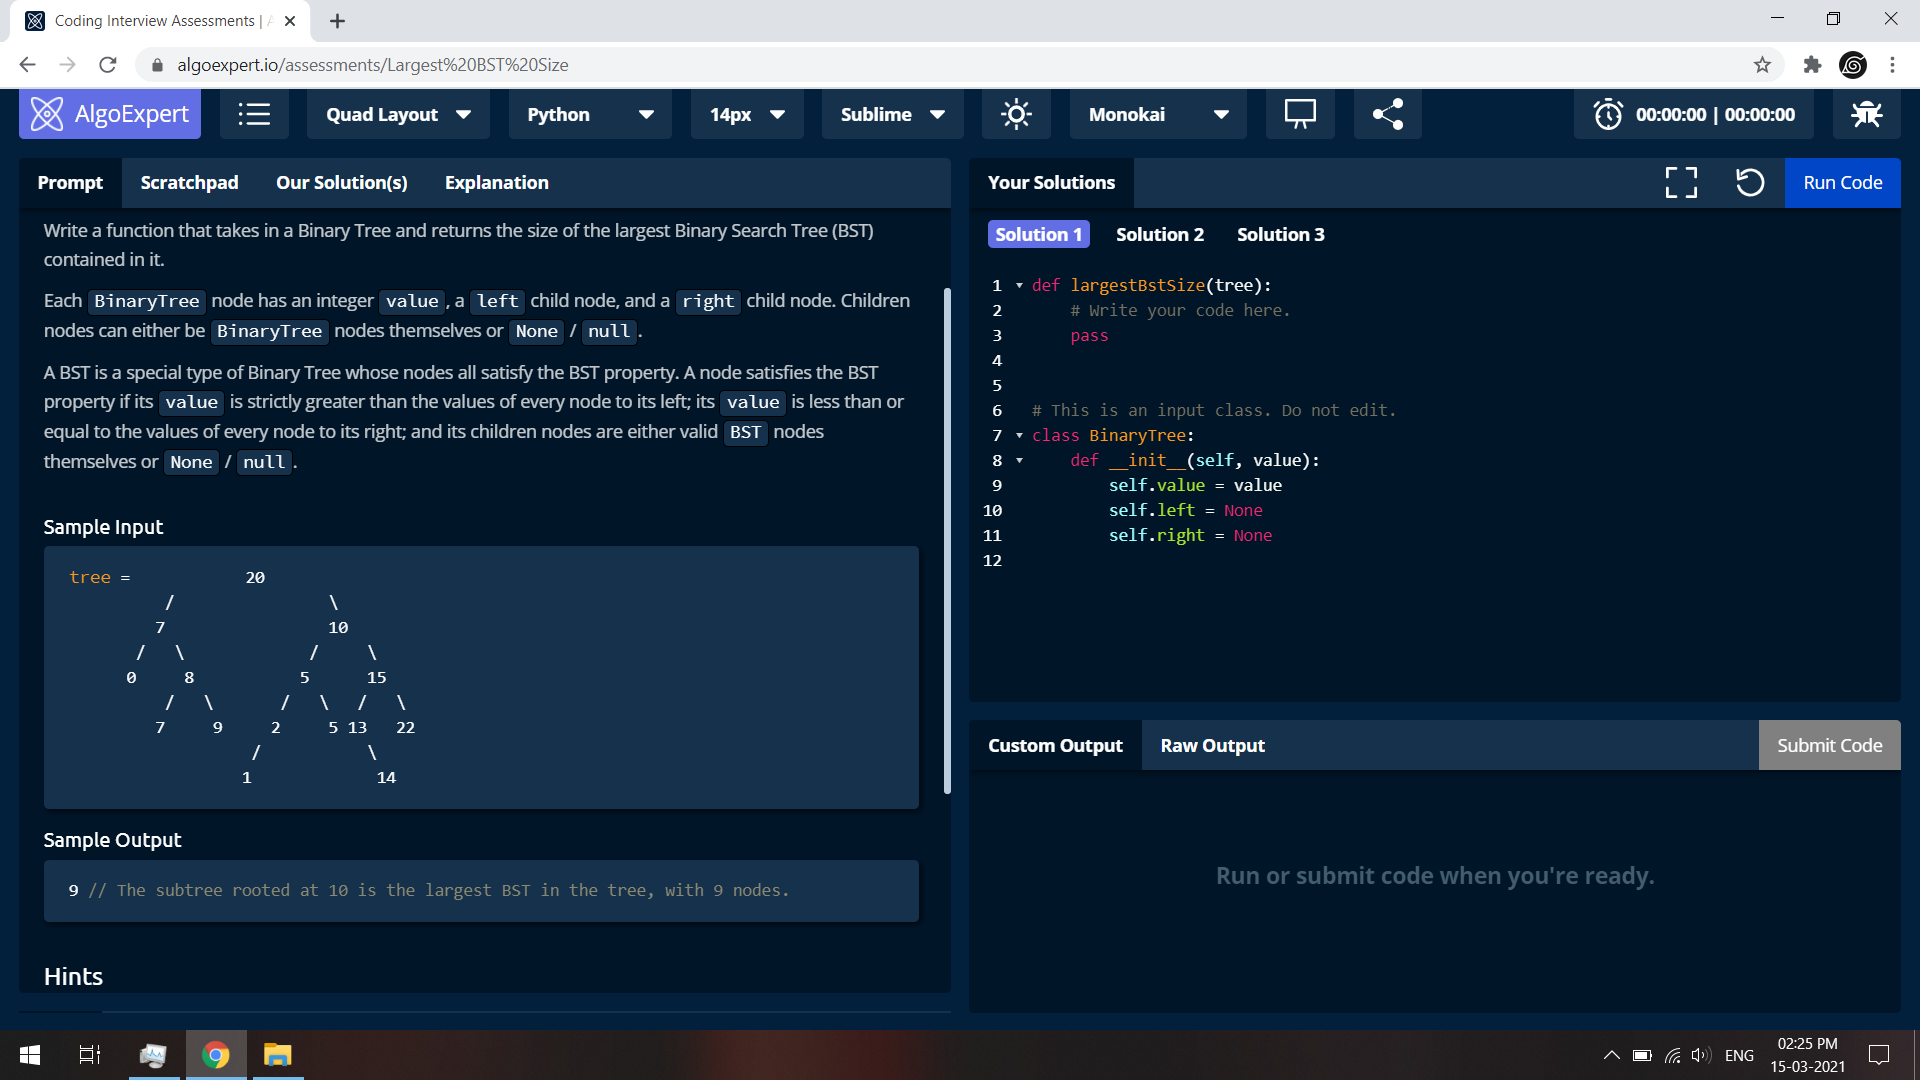 Coding Interview Assessments |
algoexpert.io/assessments/Largest%20BST%20Size
AlgoExpert
Quad Layout
Python
14px
Sublime
Monokai
00:00:00 | 00:00:00
Prompt
Scratchpad
Our Solution(s)
Explanation
Write a function that takes in a Binary Tree and returns the size of the largest Binary Search Tree (BST)
contained in it.
Each BinaryTree node has an integer value, a left child node, and a right child node. Children
nodes can either be BinaryTree nodes themselves or None / null.
A BST is a special type of Binary Tree whose nodes all satisfy the BST property. A node satisfies the BST
property if its value is strictly greater than the values of every node to its left; its value is less than or
equal to the values of every node to its right; and its children nodes are either valid BST nodes
themselves or None / null.
Sample Input
tree =            20
          /                \
         7                 10
       /   \             /     \
      0     8           5      15
          /   \       /   \   /   \
         7     9     2     5 13   22
                   /           \
                  1             14
Sample Output
9 // The subtree rooted at 10 is the largest BST in the tree, with 9 nodes.
Hints
Your Solutions
Run Code
Solution 1
Solution 2
Solution 3
1 def largestBstSize(tree):
2     # Write your code here.
3     pass
4
5
6 # This is an input class. Do not edit.
7 class BinaryTree:
8     def __init__(self, value):
9         self.value = value
10         self.left = None
11         self.right = None
12
Custom Output
Raw Output
Submit Code
Run or submit code when you're ready.
ENG
02:25 PM
15-03-2021